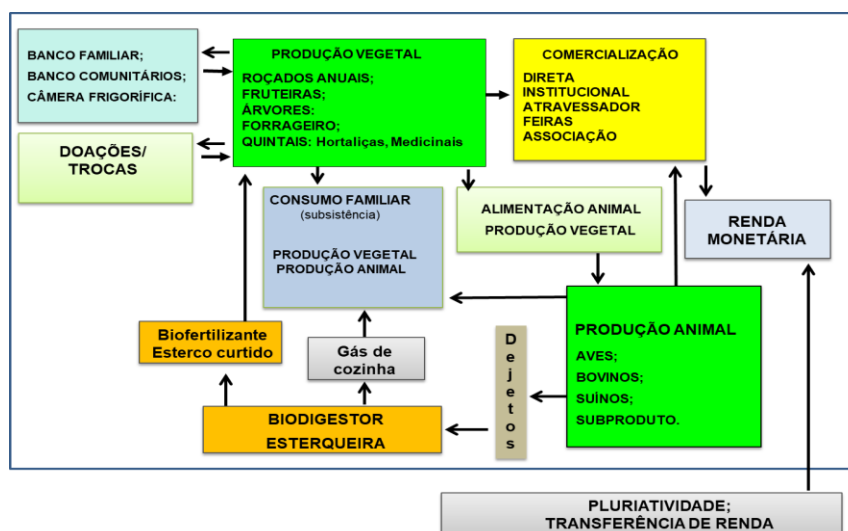 BANCO FAMILIAR;
BANCO COMUNITÁRIOS;
CÂMERA FRIGORÍFICA:
PRODUÇÃO VEGETAL
ROÇADOS ANUAIS;
FRUTEIRAS;
ÁRVORES:
FORRAGEIRO;
QUINTAIS: Hortaliças, Medicinais
COMERCIALIZAÇÃO
DIRETA
INSTITUCIONAL
ATRAVESSADOR
FEIRAS
ASSOCIAÇÃO
DOAÇÕES/
TROCAS
CONSUMO FAMILIAR
(subsistência)
PRODUÇÃO VEGETAL
PRODUÇÃO ANIMAL
ALIMENTAÇÃO ANIMAL
PRODUÇÃO VEGETAL
RENDA
MONETÁRIA
Biofertilizante
Esterco curtido
Gás de
cozinha
Dejetos
PRODUÇÃO ANIMAL
AVES;
BOVINOS;
SUÍNOS;
SUBPRODUTO.
BIODIGESTOR
ESTERQUEIRA
PLURIATIVIDADE;
TRANSFERÊNCIA DE RENDA